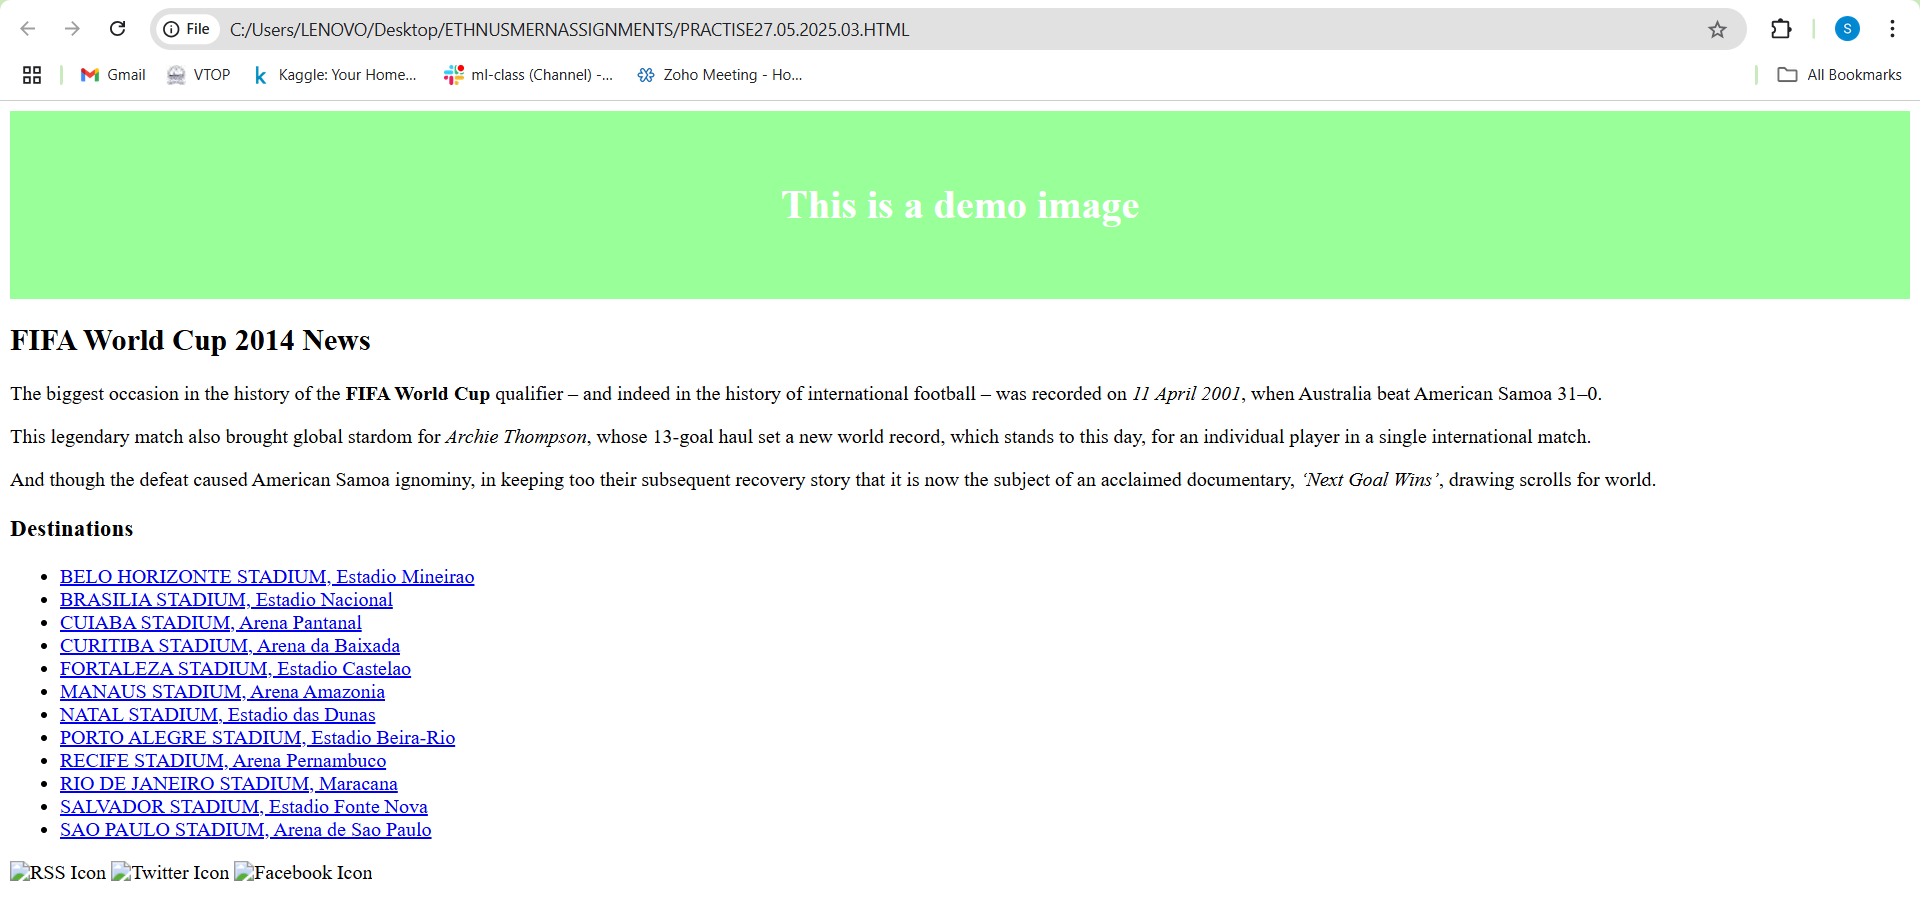 File C:/Users/LENOVO/Desktop/ETHNUSMERNASSIGNMENTS/PRACTISE27.05.2025.03.HTML S
Gmail VTOP Kaggle: Your Home... ml-class (Channel) -... Zoho Meeting - Ho... All Bookmarks
This is a demo image
FIFA World Cup 2014 News
The biggest occasion in the history of the FIFA World Cup qualifier – and indeed in the history of international football – was recorded on 11 April 2001, when Australia beat American Samoa 31–0.
This legendary match also brought global stardom for Archie Thompson, whose 13-goal haul set a new world record, which stands to this day, for an individual player in a single international match.
And though the defeat caused American Samoa ignominy, in keeping too their subsequent recovery story that it is now the subject of an acclaimed documentary, ‘Next Goal Wins’, drawing scrolls for world.
Destinations
• BELO HORIZONTE STADIUM, Estadio Mineirao
• BRASILIA STADIUM, Estadio Nacional
• CUIABA STADIUM, Arena Pantanal
• CURITIBA STADIUM, Arena da Baixada
• FORTALEZA STADIUM, Estadio Castelao
• MANAUS STADIUM, Arena Amazonia
• NATAL STADIUM, Estadio das Dunas
• PORTO ALEGRE STADIUM, Estadio Beira-Rio
• RECIFE STADIUM, Arena Pernambuco
• RIO DE JANEIRO STADIUM, Maracana
• SALVADOR STADIUM, Estadio Fonte Nova
• SAO PAULO STADIUM, Arena de Sao Paulo
RSS Icon Twitter Icon Facebook Icon